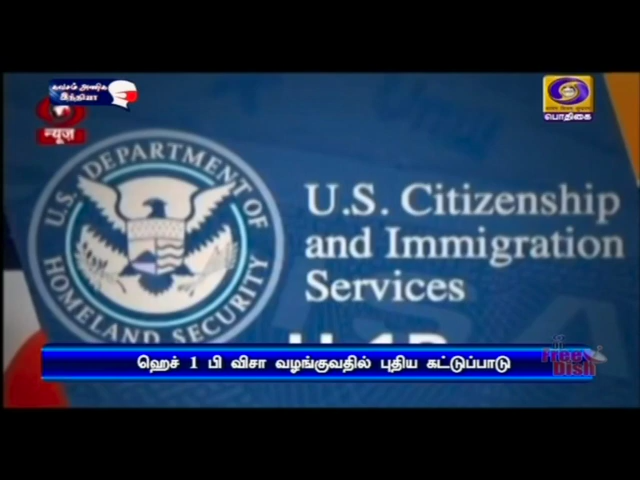 கவசம் அணிக
இந்தியா
நியூஸ்
பொதிகை
U.S. DEPARTMENT OF
HOMELAND SECURITY
U.S. Citizenship
and Immigration
Services
ஹெச் 1 பி விசா வழங்குவதில் புதிய கட்டுப்பாடு
Free
Dish